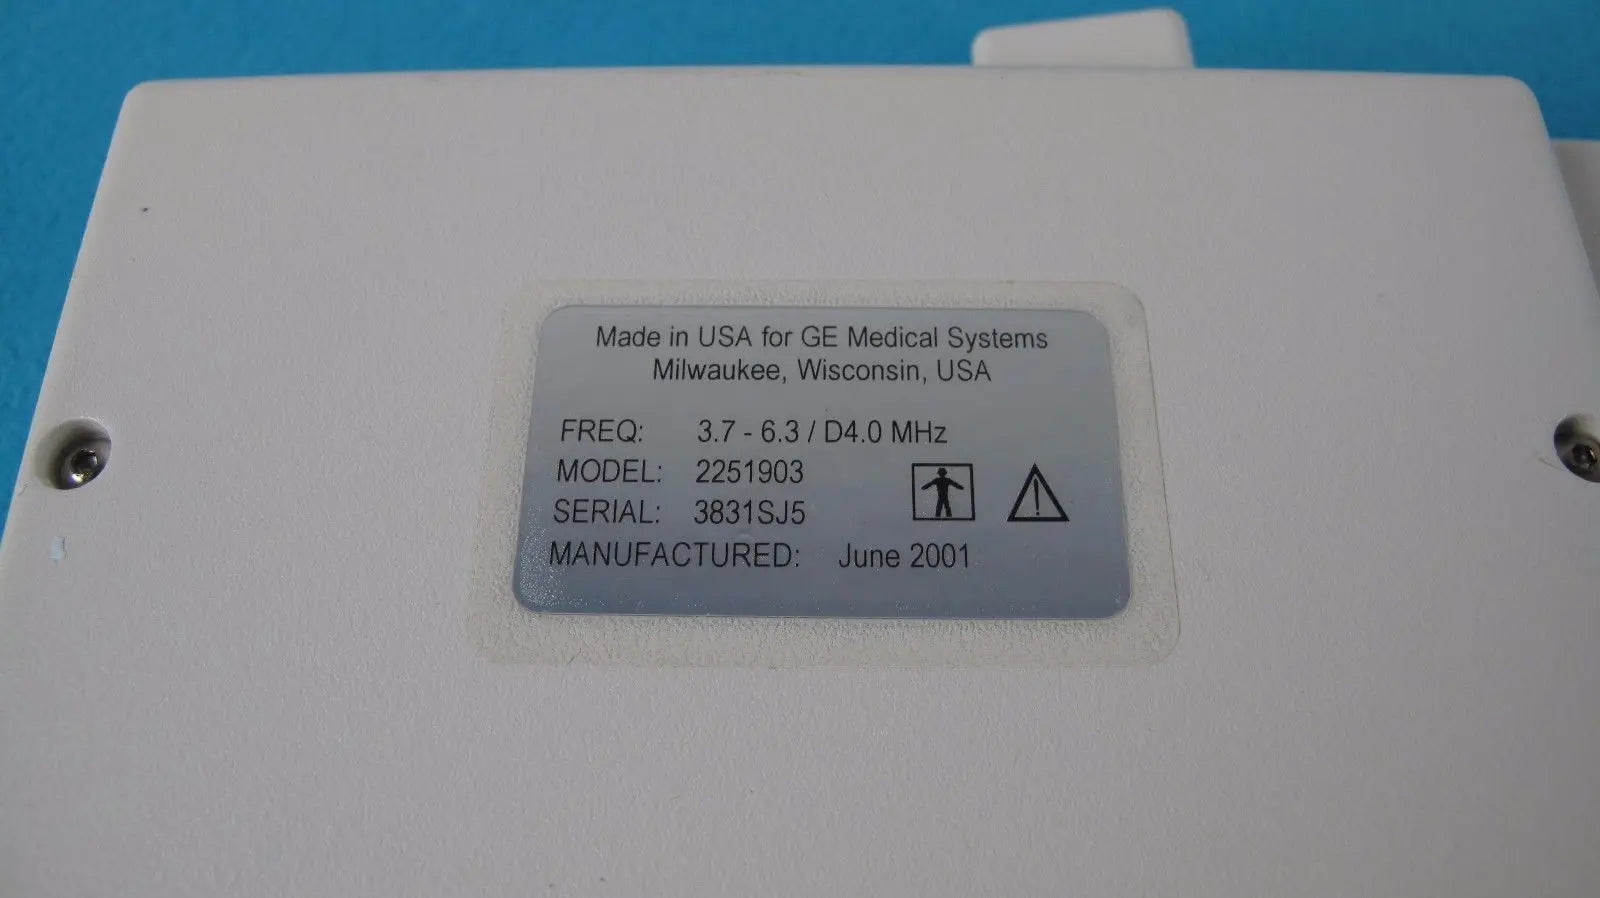 Made in USA for GE Medical Systems
Milwaukee, Wisconsin, USA
FREQ: 3.7 - 6.3 / D4.0 MHz
MODEL: 2251903
SERIAL: 3831SJ5
MANUFACTURED: June 2001